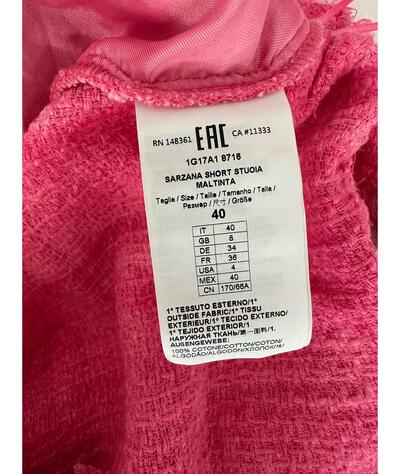 RN 148361 EAC CA #11333
1G17A1 8716
SARZANA SHORT STUOIA
MALTINTA
Taglia / Size / Taille / Tamanho / Talla /
Размер / 尺寸 / Größe
40
IT 40
GB 8
DE 34
FR 36
USA 4
MEX 40
CN 170/66A
1° TESSUTO ESTERNO/1°
OUTSIDE FABRIC/1° TISSU
EXTERIEUR/1° TECIDO EXTERNO/
1° TEJIDO EXTERIOR/1
НАРУЖНАЯ ТКАНЬ/第一面料/1.
AUßENGEWEBE:
100% COTONE/COTTON/COTON/
ALGODÃO/ALGODÓN/ХЛОПОК/棉/